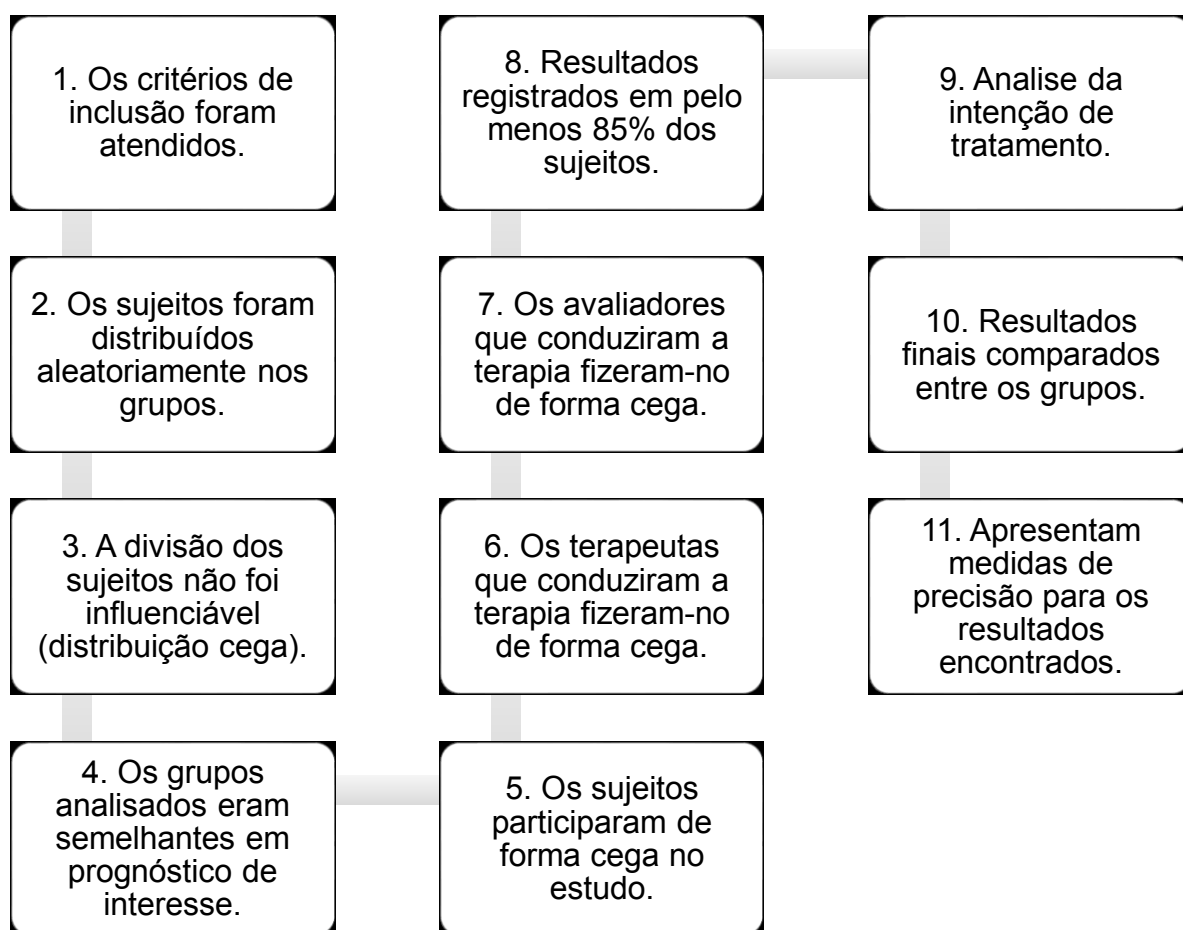 1. Os critérios de
inclusão foram
atendidos.
2. Os sujeitos foram
distribuídos
aleatoriamente nos
grupos.
3. A divisão dos
sujeitos não foi
influenciável
(distribuição cega).
4. Os grupos
analisados eram
semelhantes em
prognóstico de
interesse.
5. Os sujeitos
participaram de
forma cega no
estudo.
6. Os terapeutas
que conduziram a
terapia fizeram-no
de forma cega.
7. Os avaliadores
que conduziram a
terapia fizeram-no
de forma cega.
8. Resultados
registrados em pelo
menos 85% dos
sujeitos.
9. Analise da
intenção de
tratamento.
10. Resultados
finais comparados
entre os grupos.
11. Apresentam
medidas de
precisão para os
resultados
encontrados.